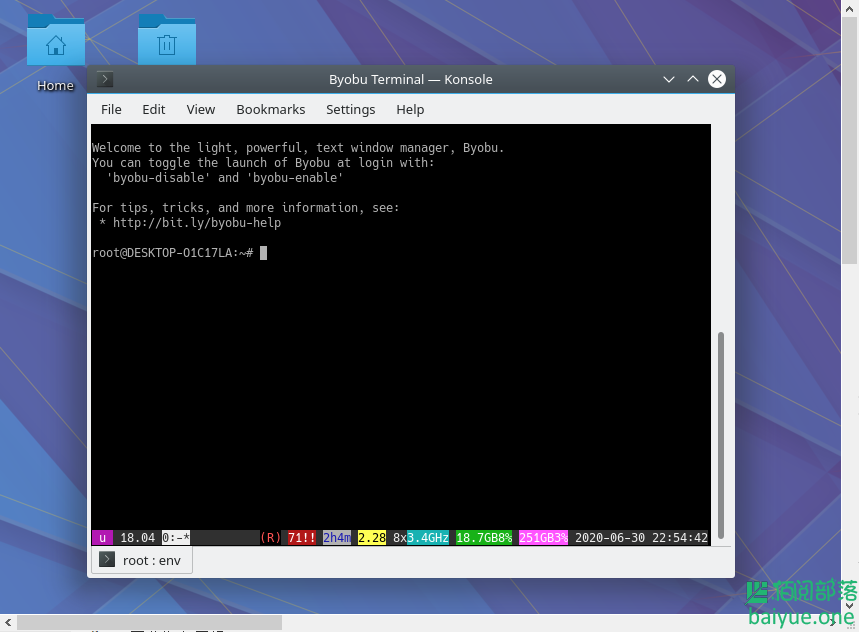 Home
Byobu Terminal — Konsole
File Edit View Bookmarks Settings Help
Welcome to the light, powerful, text window manager, Byobu.
You can toggle the launch of Byobu at login with:
'byobu-disable' and 'byobu-enable'
For tips, tricks, and more information, see:
* http://bit.ly/byobu-help
root@DESKTOP-O1C17LA:~#
u 18.04 0:-* (R) 71!! 2h4m 2.28 8x3.4GHz 18.7GB8% 251GB3% 2020-06-30 22:54:42
root : env
佰阅部落
baiyue.one